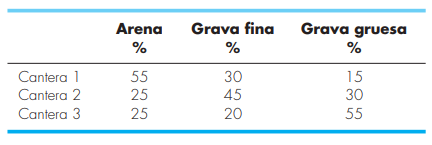 Arena Grava fina Grava gruesa
% % %
Cantera 1 55 30 15
Cantera 2 25 45 30
Cantera 3 25 20 55